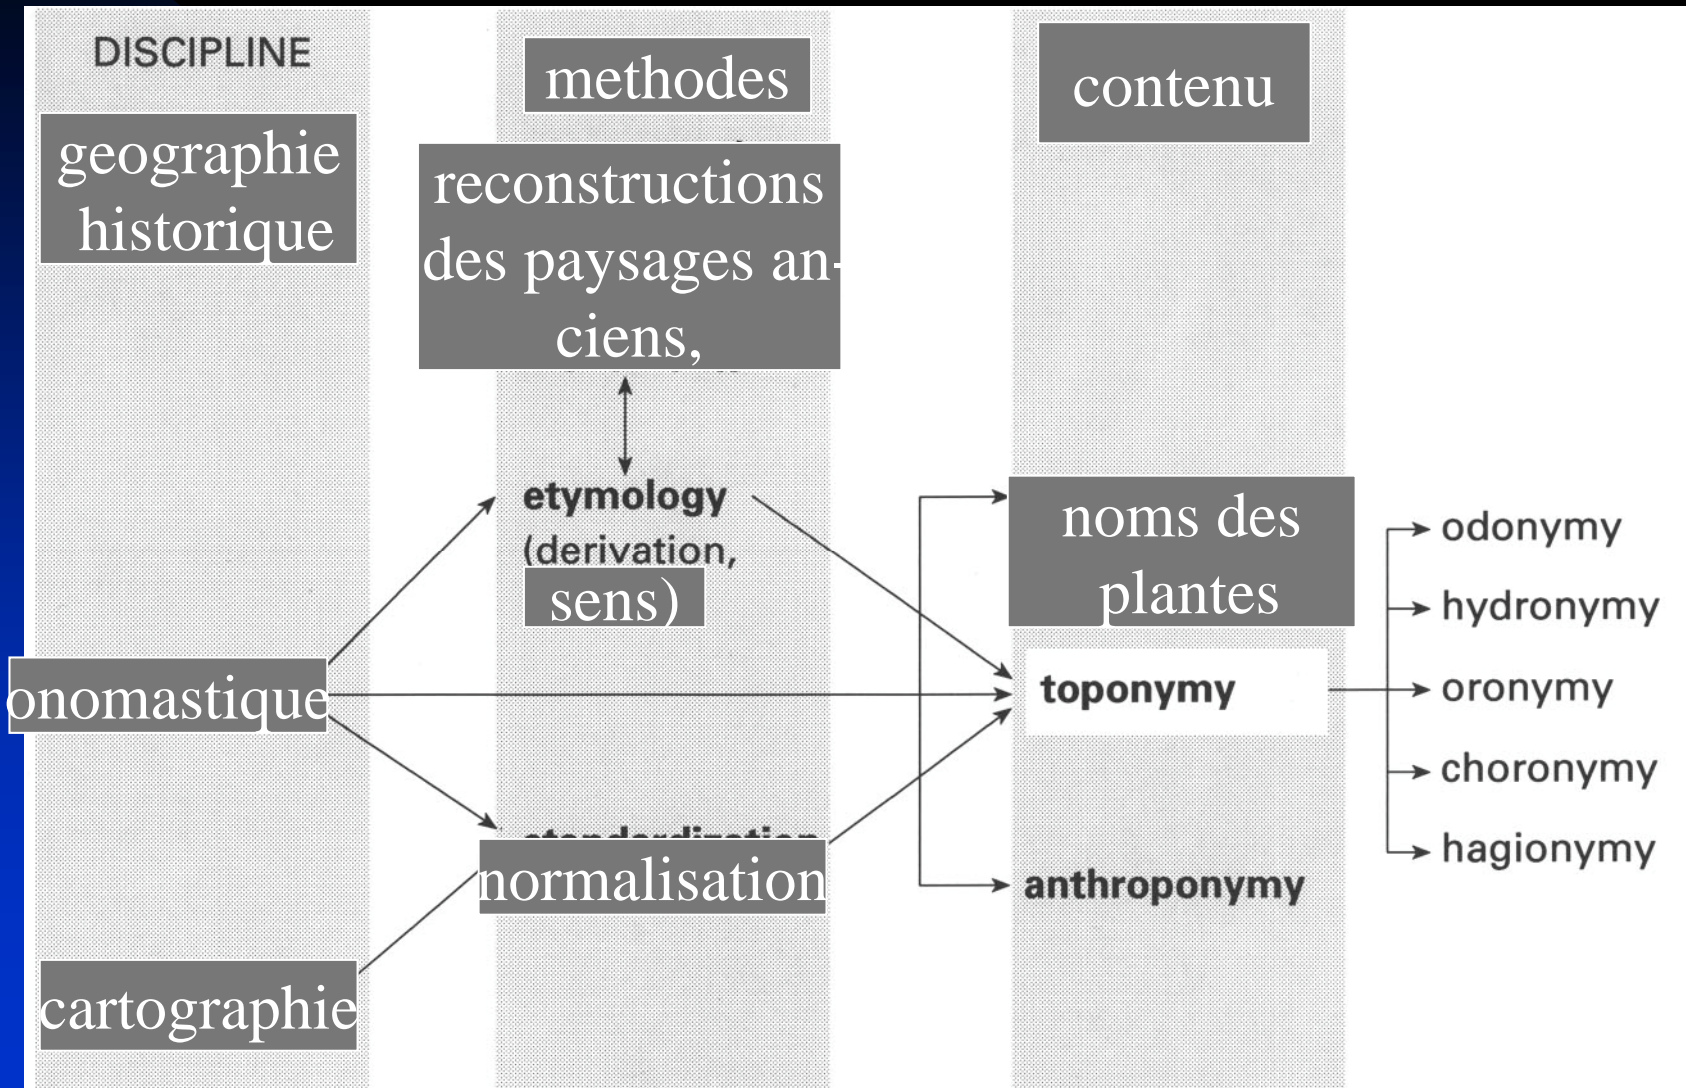 DISCIPLINE
methodes
contenu
geographie
historique
reconstructions
des paysages an-
ciens,
etymology
(derivation,
sens)
noms des
plantes
odonymy
hydronymy
onomastique
toponymy
oronymy
choronymy
standardization
normalisation
hagionymy
anthroponymy
cartographie